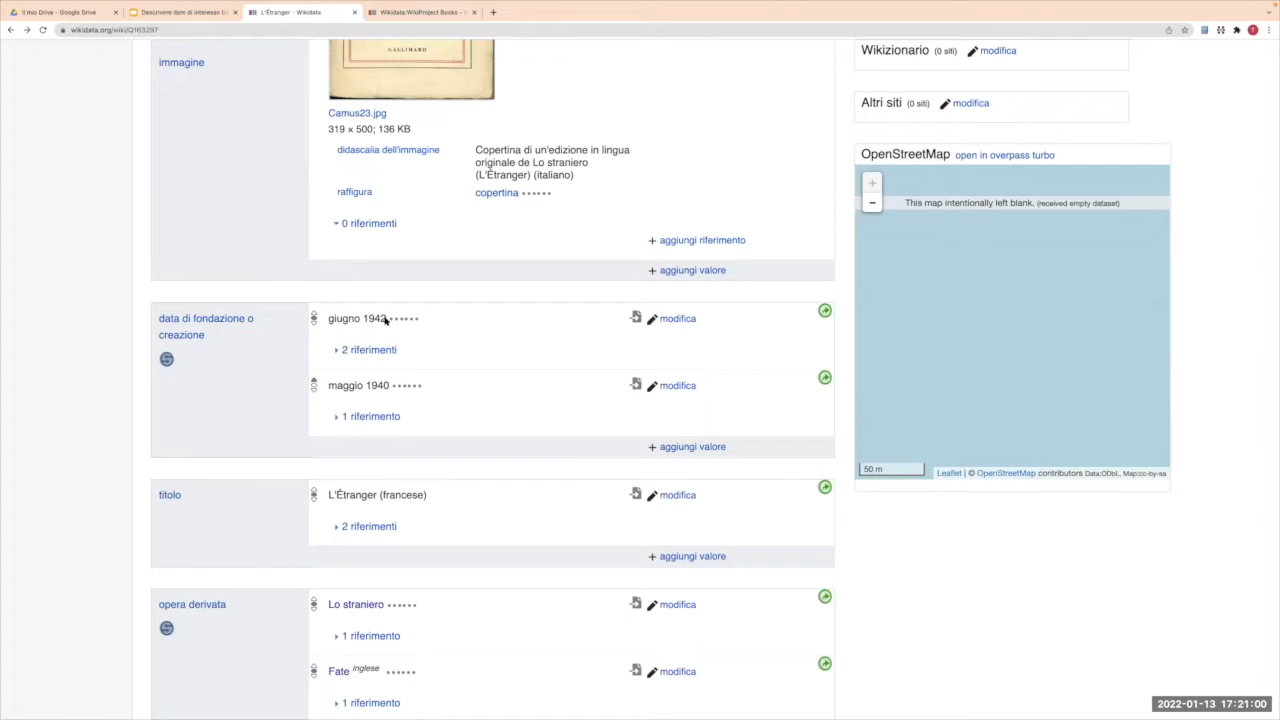 Il mio Drive - Google Drive
Descrivere item di interesse b
L'Étranger - Wikidata
Wikidata:WikiProject Books -
wikidata.org/wiki/Q163297
T
GALLIMARD
immagine
Camus23.jpg
319 × 500; 136 KB
didascalia dell'immagine
Copertina di un'edizione in lingua
originale de Lo straniero
(L'Étranger) (italiano)
raffigura
copertina
0 riferimenti
+ aggiungi riferimento
+ aggiungi valore
data di fondazione o
creazione
giugno 1942
modifica
2 riferimenti
maggio 1940
modifica
1 riferimento
+ aggiungi valore
titolo
L'Étranger (francese)
modifica
2 riferimenti
+ aggiungi valore
opera derivata
Lo straniero
modifica
1 riferimento
Fate inglese
modifica
1 riferimento
Wikizionario (0 siti) modifica
Altri siti (0 siti) modifica
OpenStreetMap open in overpass turbo
+
−
This map intentionally left blank. (received empty dataset)
50 m
Leaflet | © OpenStreetMap contributors Data:ODbL, Map:cc-by-sa
2022-01-13 17:21:00